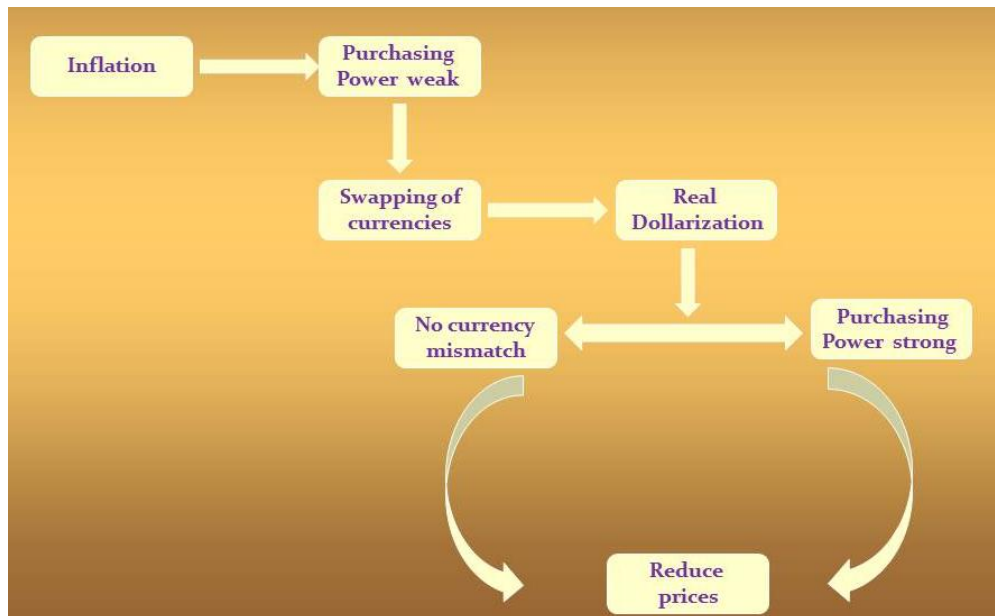 Inflation
Purchasing
Power weak
Swapping of
currencies
Real
Dollarization
No currency
mismatch
Purchasing
Power strong
Reduce
prices